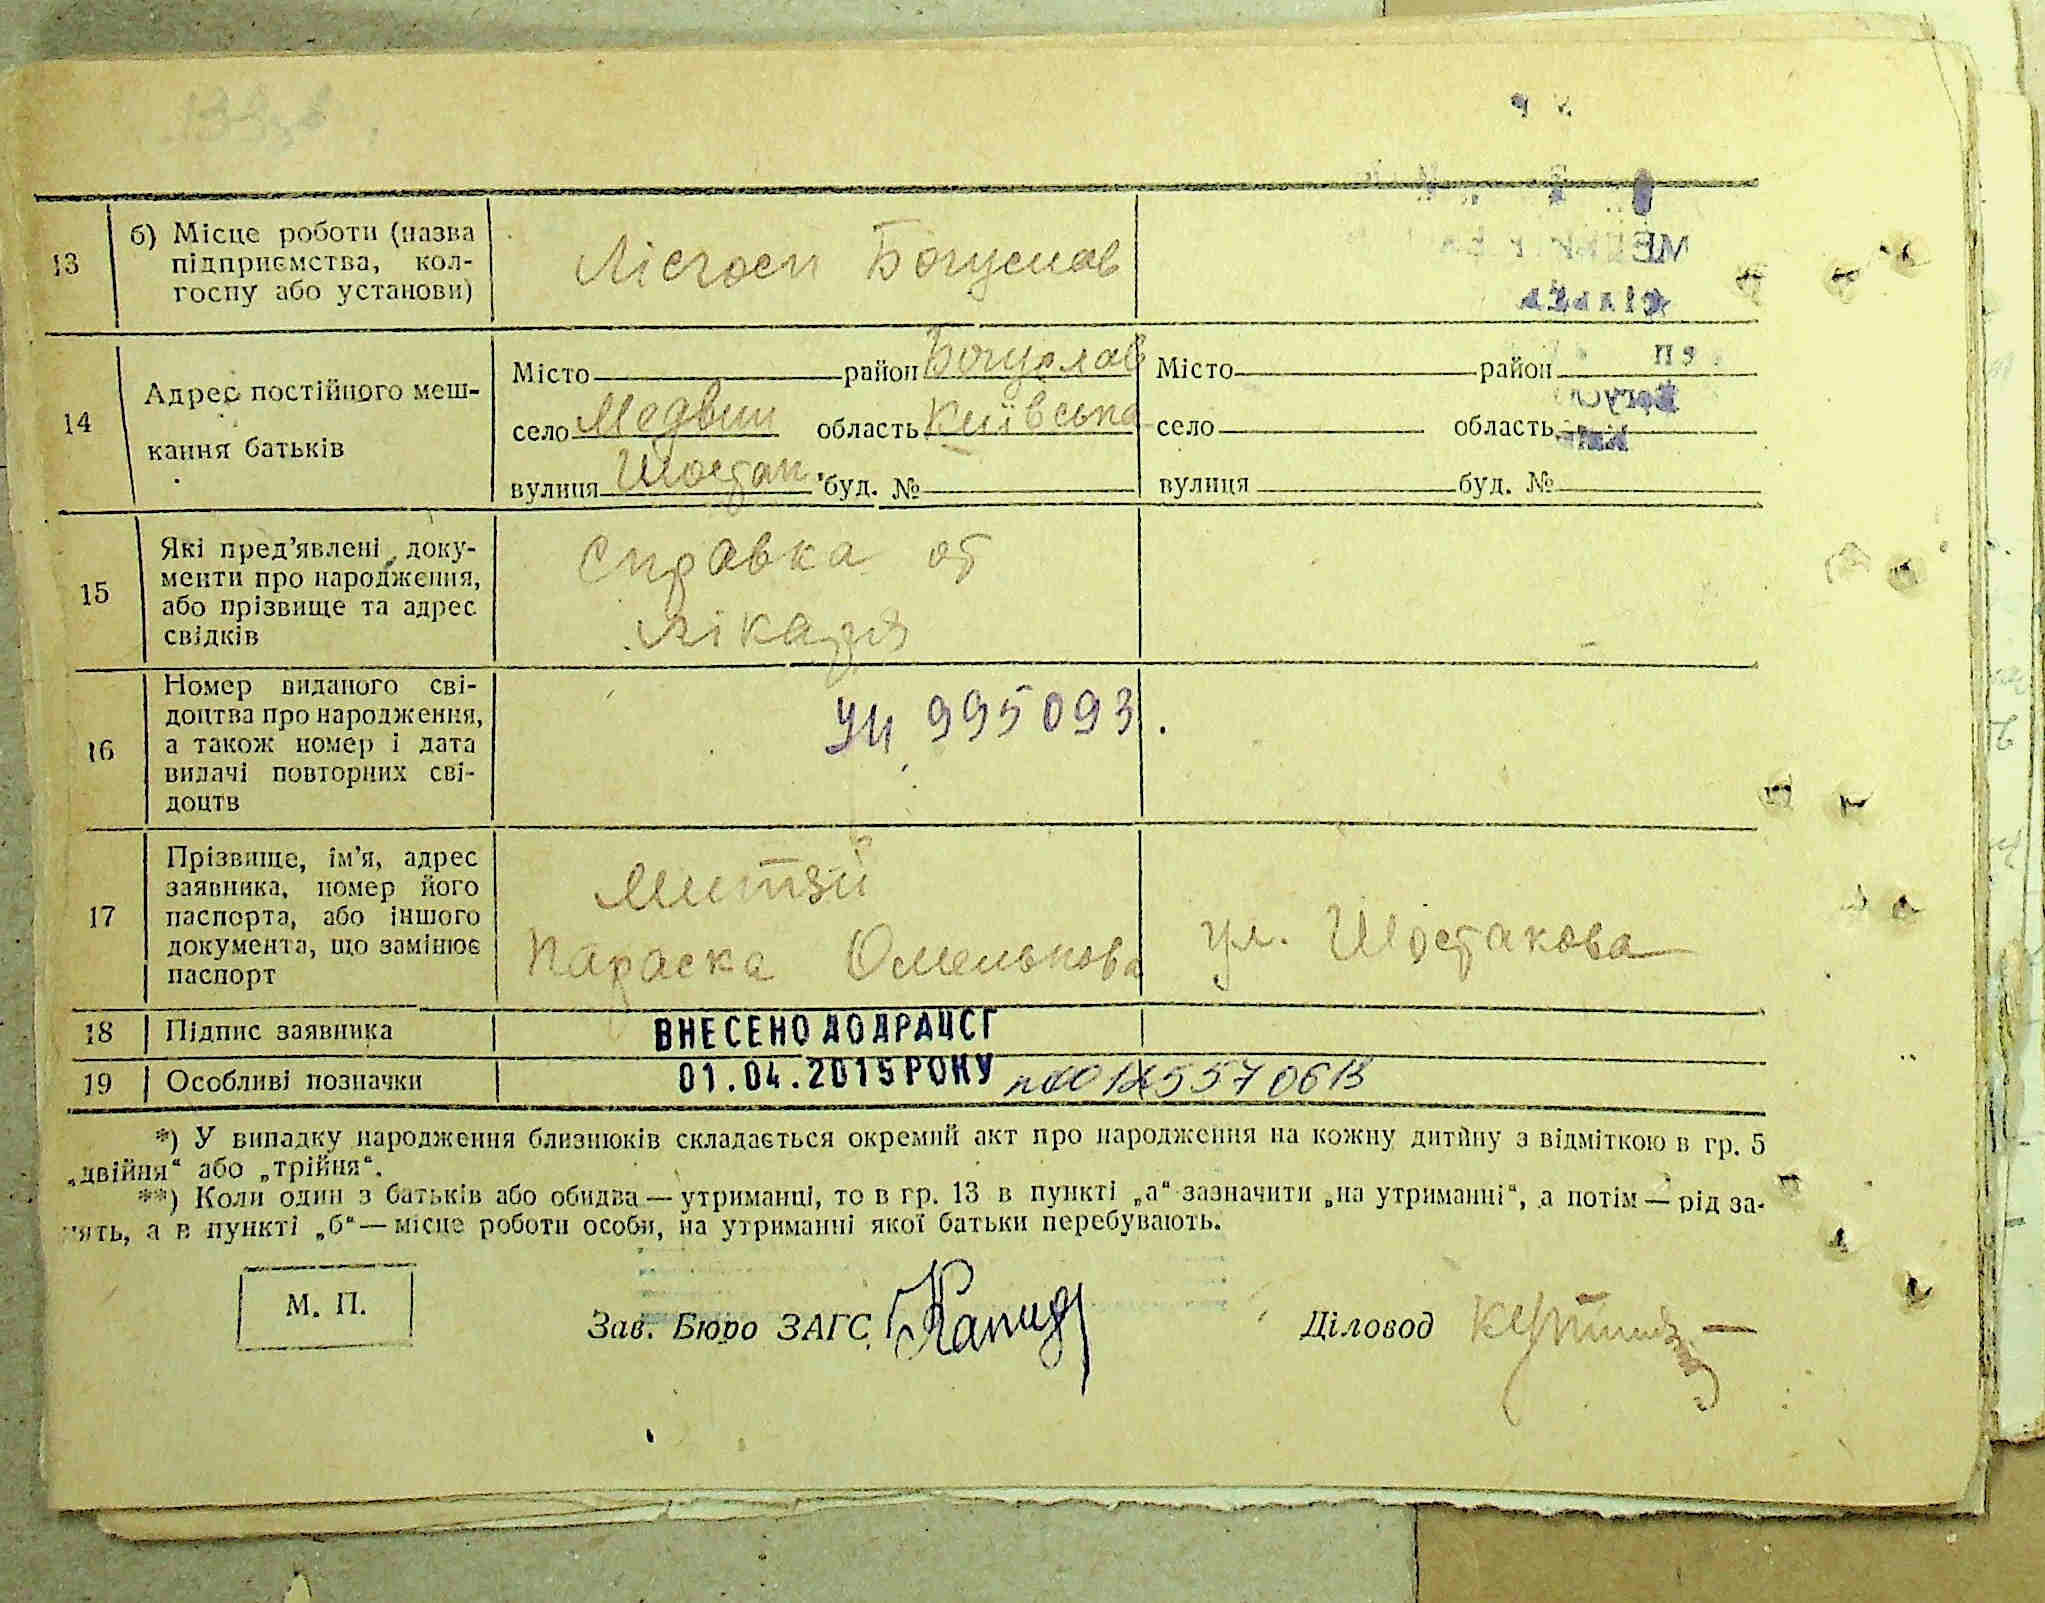 13
б) Місце роботи (назва
підприємства, кол-
госпу або установи)
Лісгосп Богуслав
14
Адрес постійного меш-
кання батьків
Місто район Богуслав
село Медвин область Київська
вулиця Шостак. буд. №
Місто район
село область
вулиця буд. №
15
Які пред'явлені доку-
менти про народження,
або прізвище та адрес
свідків
Справка от
лікаря
16
Номер виданого сві-
доцтва про народження,
а також номер і дата
видачі повторних сві-
доцтв
УЧ 995093.
17
Прізвище, ім'я, адрес
заявника, номер його
паспорта, або іншого
документа, що замінює
паспорт
Параска Омельковa
ул. Шостакова
18 Підпис заявника
ВНЕСЕНО ДО ДРАЦСГ
19 Особливі позначки
01.04.2015 РОКУ
*) У випадку народження близнюків складається окремий акт про народження на кожну дитину з відміткою в гр. 5
„двійня“ або „трійня“.
**) Коли один з батьків або обидва — утриманці, то в гр. 13 в пункті „а“ зазначити „на утриманні“, а потім — рід за-
нять, а в пункті „б“ — місце роботи особи, на утриманні якої батьки перебувають.
М. П.
Зав. Бюро ЗАГС
Діловод